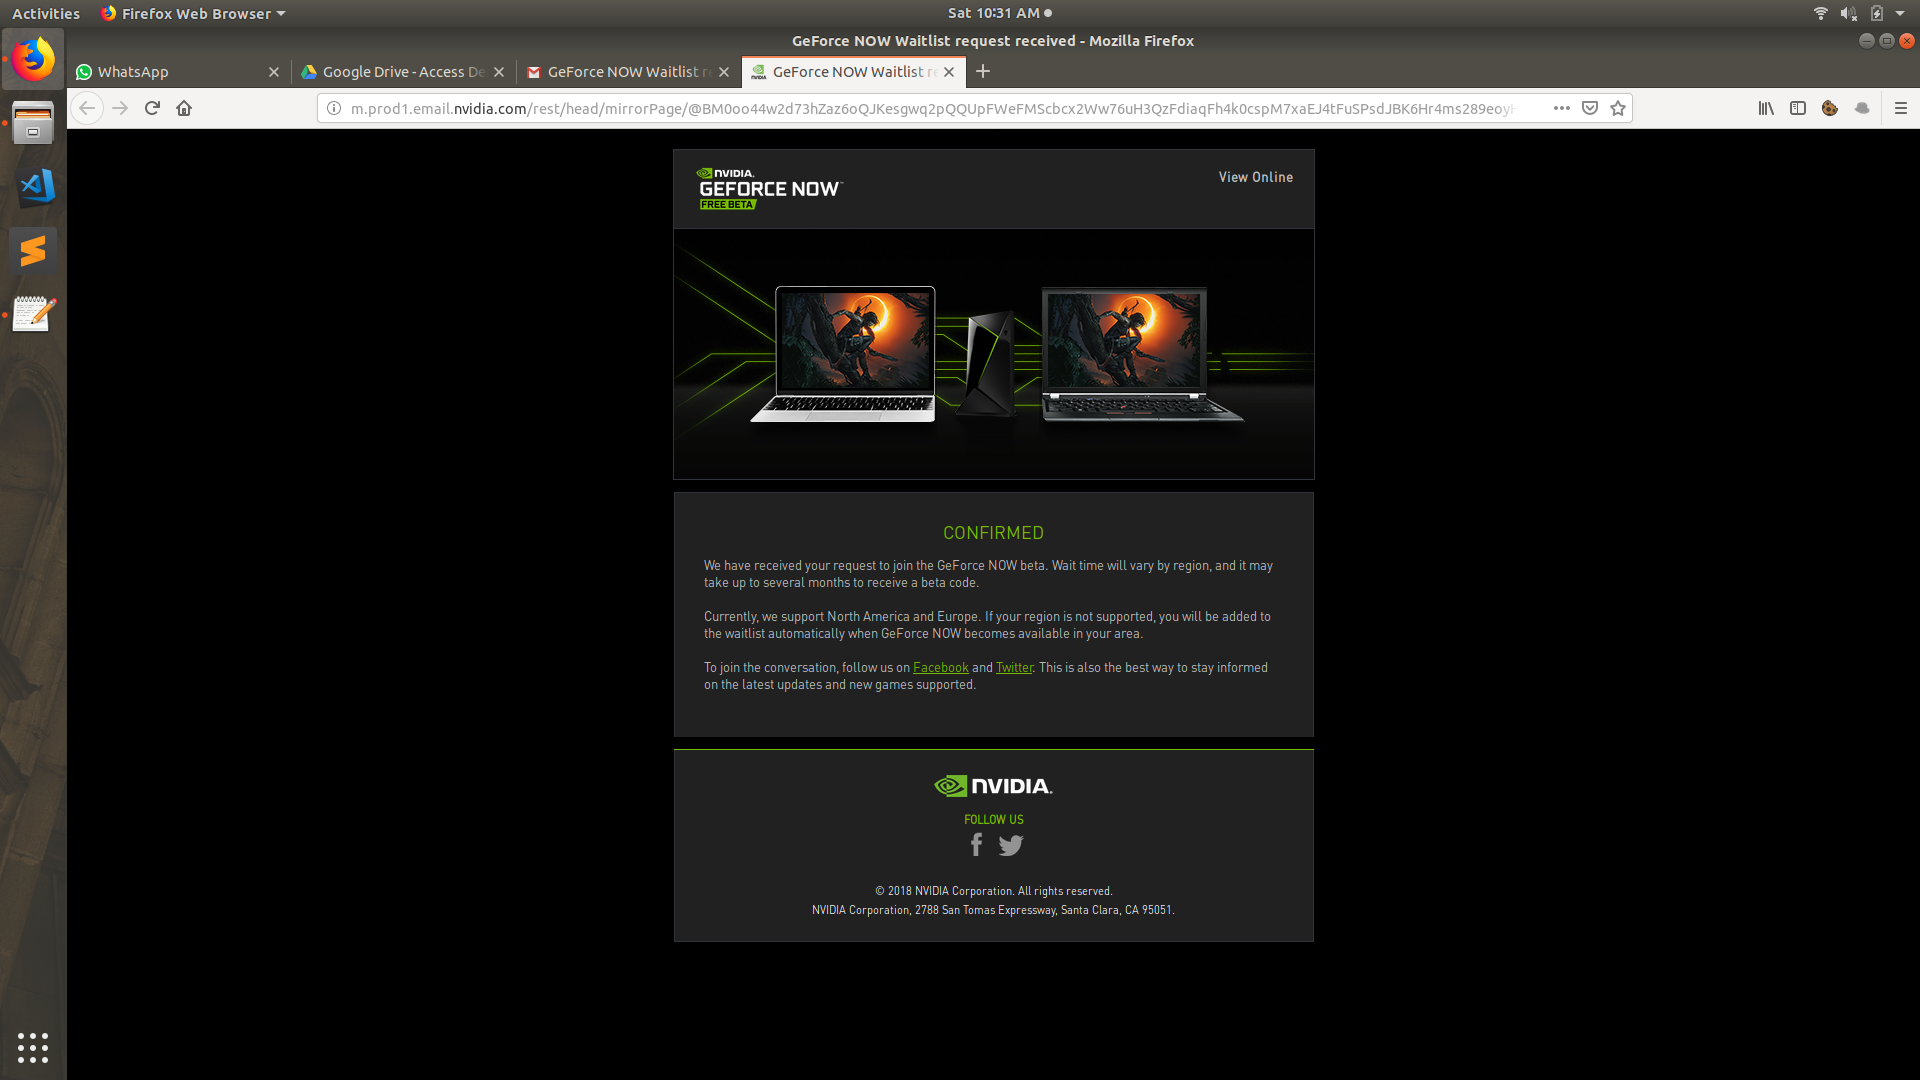 Activities
Firefox Web Browser
Sat 10:31 AM
GeForce NOW Waitlist request received - Mozilla Firefox
WhatsApp
Google Drive - Access De
GeForce NOW Waitlist r
GeForce NOW Waitlist r
m.prod1.email.nvidia.com/rest/head/mirrorPage/@BM0oo44w2d73hZaz6oQJKesgwq2pQQUpFWeFMScbcx2Ww76uH3QzFdiaqFh4k0cspM7xaEJ4tFuSPsdJBK6Hr4ms289eoy
NVIDIA.
GEFORCE NOW™
FREE BETA
View Online
CONFIRMED
We have received your request to join the GeForce NOW beta. Wait time will vary by region, and it may
take up to several months to receive a beta code.
Currently, we support North America and Europe. If your region is not supported, you will be added to
the waitlist automatically when GeForce NOW becomes available in your area.
To join the conversation, follow us on Facebook and Twitter. This is also the best way to stay informed
on the latest updates and new games supported.
NVIDIA.
FOLLOW US
© 2018 NVIDIA Corporation. All rights reserved.
NVIDIA Corporation, 2788 San Tomas Expressway, Santa Clara, CA 95051.